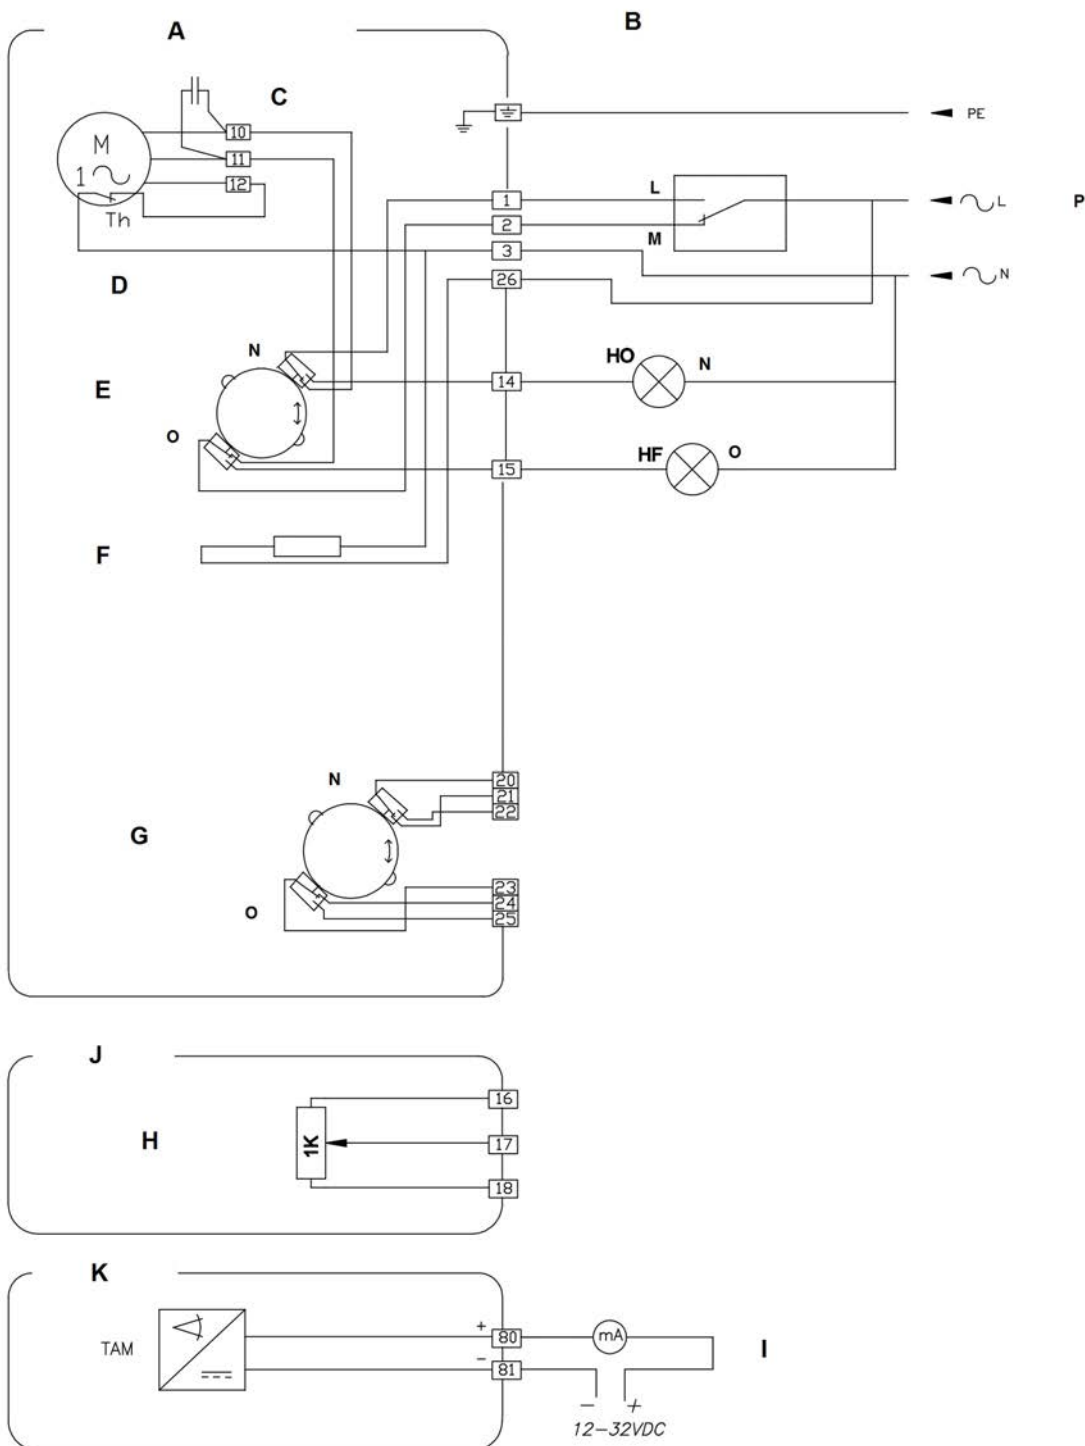 A
B
C
PE
M
1
Th
10
11
12
L
1
2
M
3
26
L
P
N
D
N
E
O
14
HO
N
15
HF
O
F
N
20
21
22
G
23
24
25
O
J
H
1K
16
17
18
K
TAM
+
80
mA
I
-
81
- +
12-32VDC